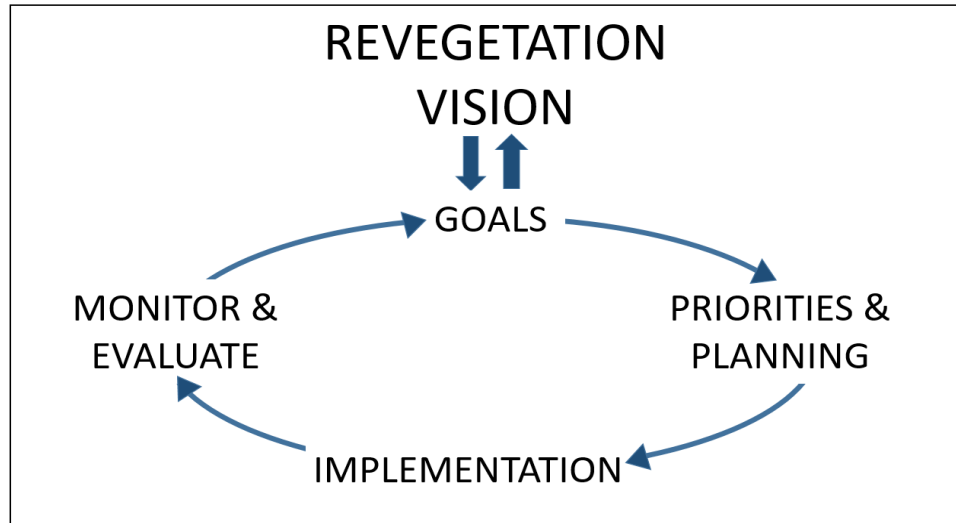 REVEGETATION
VISION
GOALS
MONITOR &
EVALUATE
PRIORITIES &
PLANNING
IMPLEMENTATION